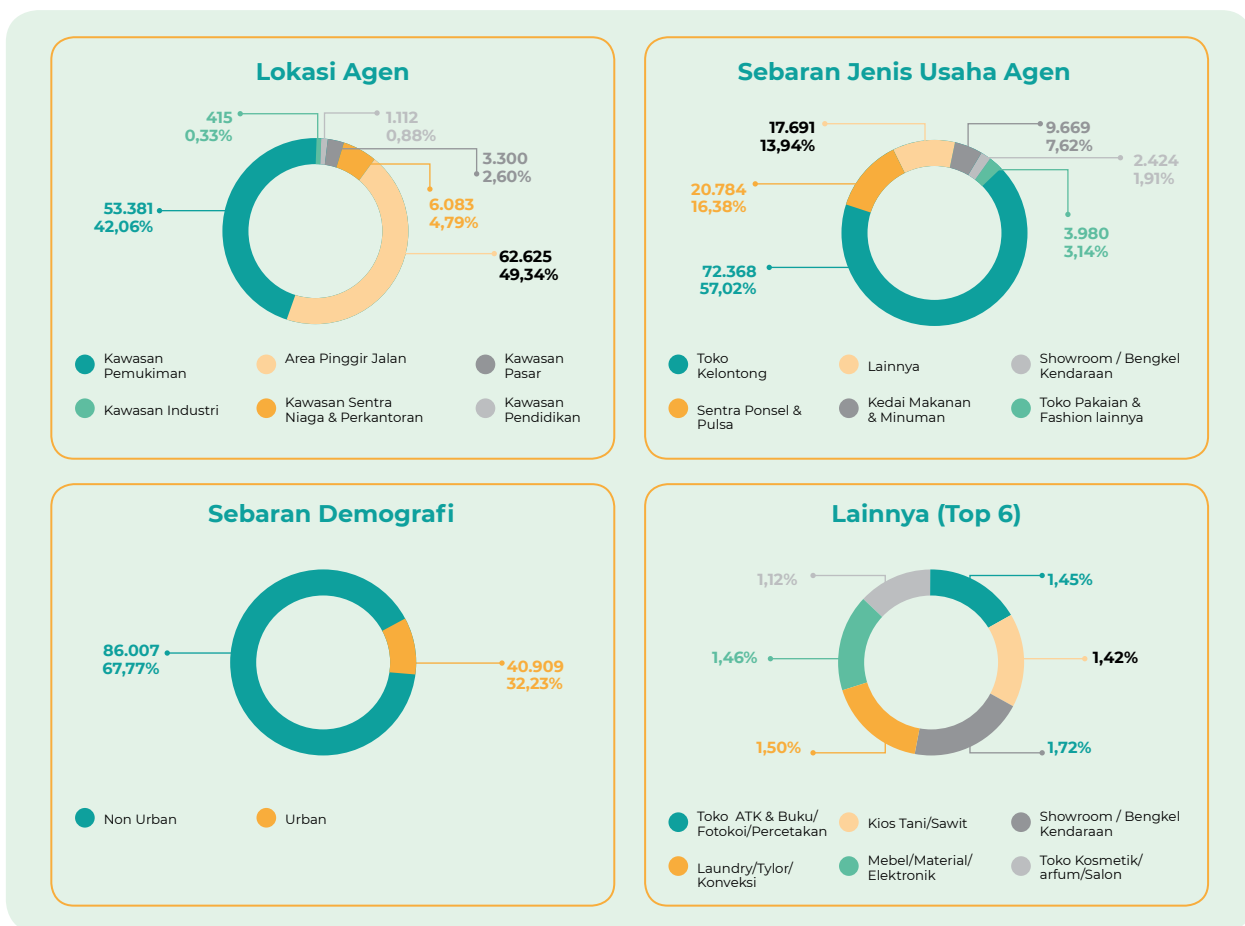 Lokasi Agen
415
0,33%
1.112
0,88%
3.300
2,60%
6.083
4,79%
53.381
42,06%
62.625
49,34%
Kawasan
Pemukiman
Area Pinggir Jalan
Kawasan
Pasar
Kawasan Industri
Kawasan Sentra
Niaga & Perkantoran
Kawasan
Pendidikan
Sebaran Jenis Usaha Agen
17.691
13,94%
9.669
7,62%
2.424
1,91%
20.784
16,38%
3.980
3,14%
72.368
57,02%
Toko
Kelontong
Lainnya
Showroom / Bengkel
Kendaraan
Sentra Ponsel &
Pulsa
Kedai Makanan
& Minuman
Toko Pakaian &
Fashion lainnya
Sebaran Demografi
86.007
67,77%
40.909
32,23%
Non Urban
Urban
Lainnya (Top 6)
1,12%
1,45%
1,46%
1,42%
1,50%
1,72%
Toko ATK & Buku/
Fotokoi/Percetakan
Kios Tani/Sawit
Showroom / Bengkel
Kendaraan
Laundry/Tylor/
Konveksi
Mebel/Material/
Elektronik
Toko Kosmetik/
arfum/Salon